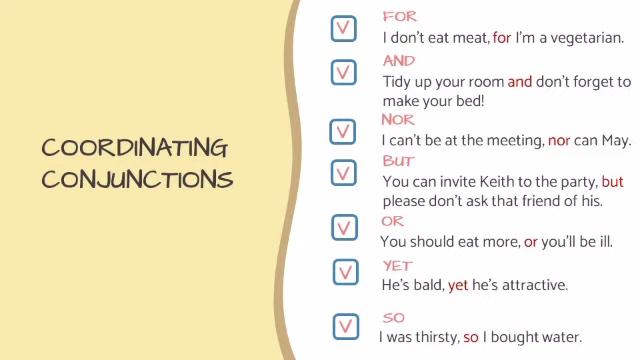 COORDINATING
CONJUNCTIONS
FOR
I don't eat meat, for I'm a vegetarian.
AND
Tidy up your room and don't forget to
make your bed!
NOR
I can't be at the meeting, nor can May.
BUT
You can invite Keith to the party, but
please don't ask that friend of his.
OR
You should eat more, or you'll be ill.
YET
He's bald, yet he's attractive.
SO
I was thirsty, so I bought water.